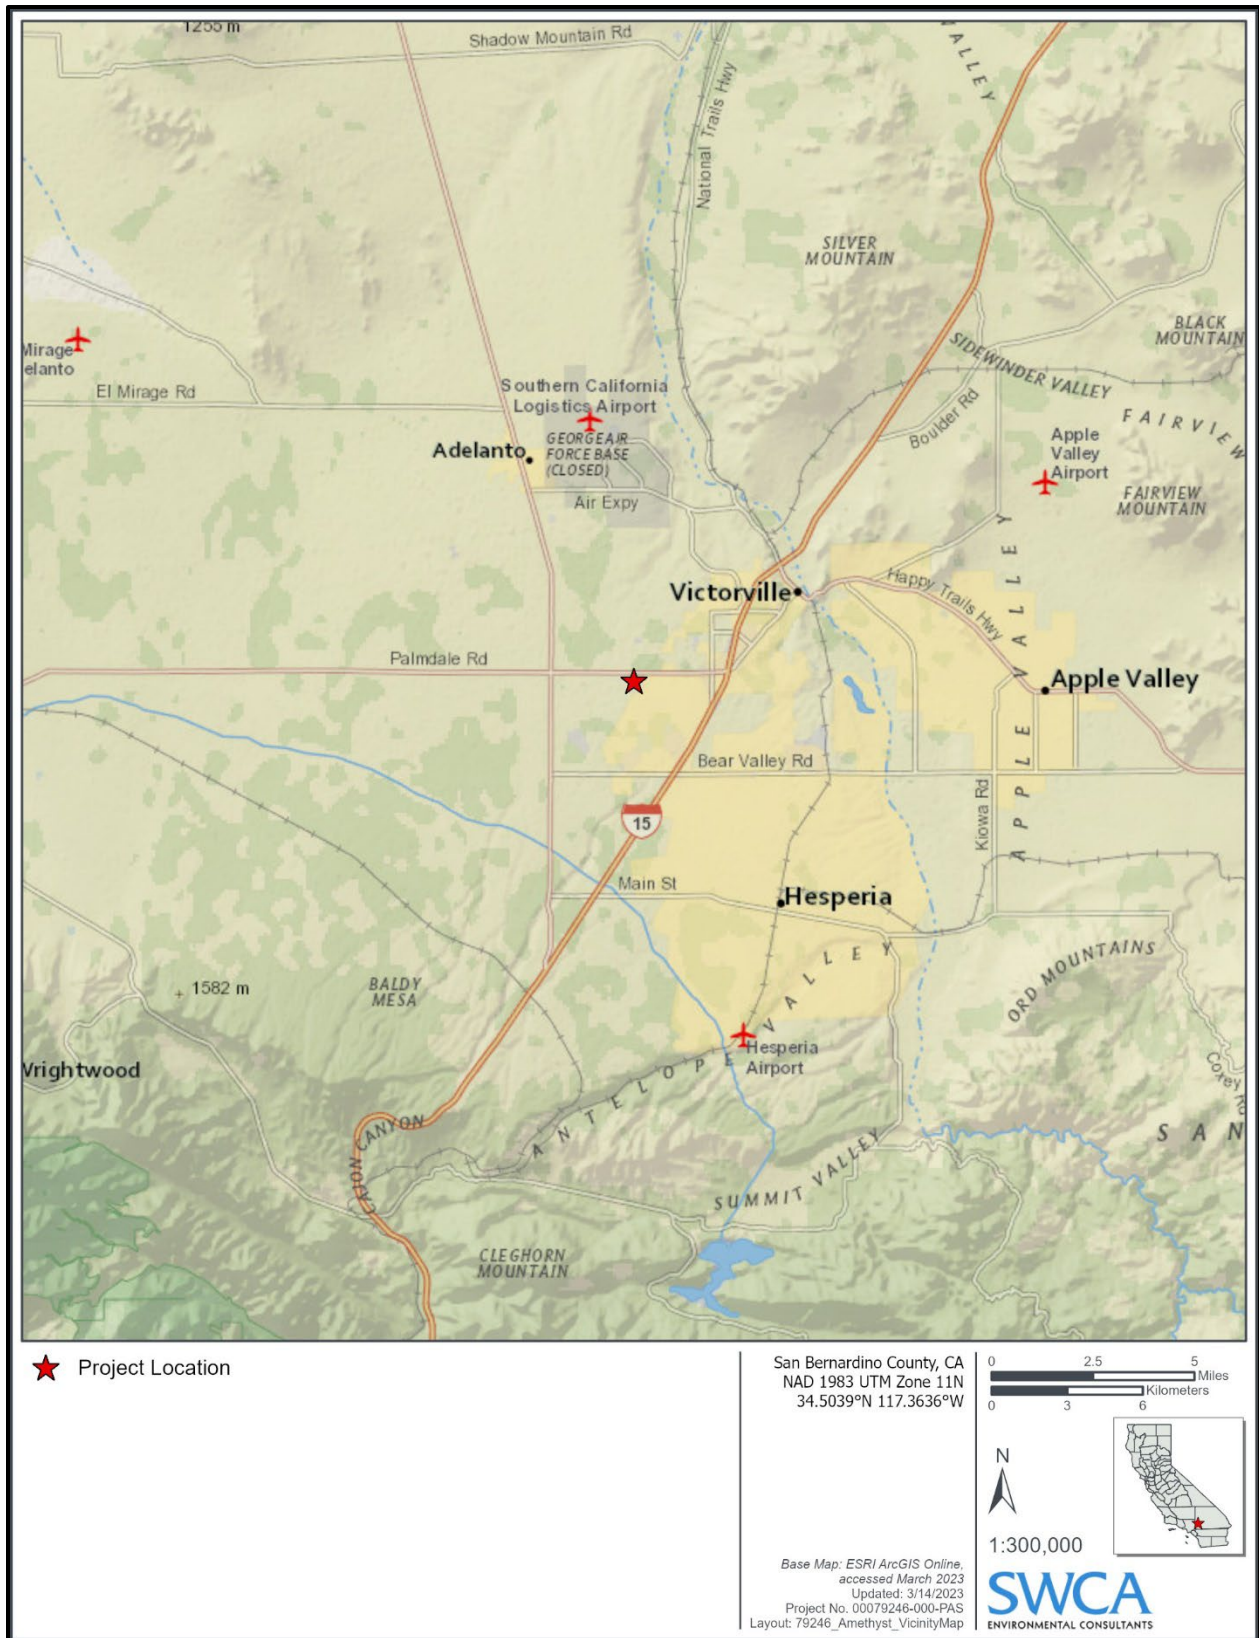 1255 m
Shadow Mountain Rd
National Trails Hwy
VALLEY
SILVER
MOUNTAIN
BLACK
MOUNTAIN
Mirage
elanto
El Mirage Rd
Southern California
Logistics Airport
GEORGE AIR
FORCE BASE
(CLOSED)
Adelanto
Air Expy
SIDEWINDER VALLEY
Boulder Rd
FAIRVIEW
Apple
Valley
Airport
FAIRVIEW
MOUNTAIN
Victorville
Happy Trails Hwy
APPLE VALLEY
Palmdale Rd
Apple Valley
Bear Valley Rd
15
Kiowa Rd
Main St
Hesperia
BALDY
MESA
1582 m
ORD MOUNTAINS
Wrightwood
Hesperia
Airport
ANTELOPE VALLEY
Coxey Rd
SAN
CAJON CANYON
SUMMIT VALLEY
CLEGHORN
MOUNTAIN
Project Location
San Bernardino County, CA
NAD 1983 UTM Zone 11N
34.5039°N 117.3636°W
0 2.5 5
Miles
Kilometers
0 3 6
N
1:300,000
Base Map: ESRI ArcGIS Online,
accessed March 2023
Updated: 3/14/2023
Project No. 00079246-000-PAS
Layout: 79246_Amethyst_VicinityMap
SWCA
ENVIRONMENTAL CONSULTANTS